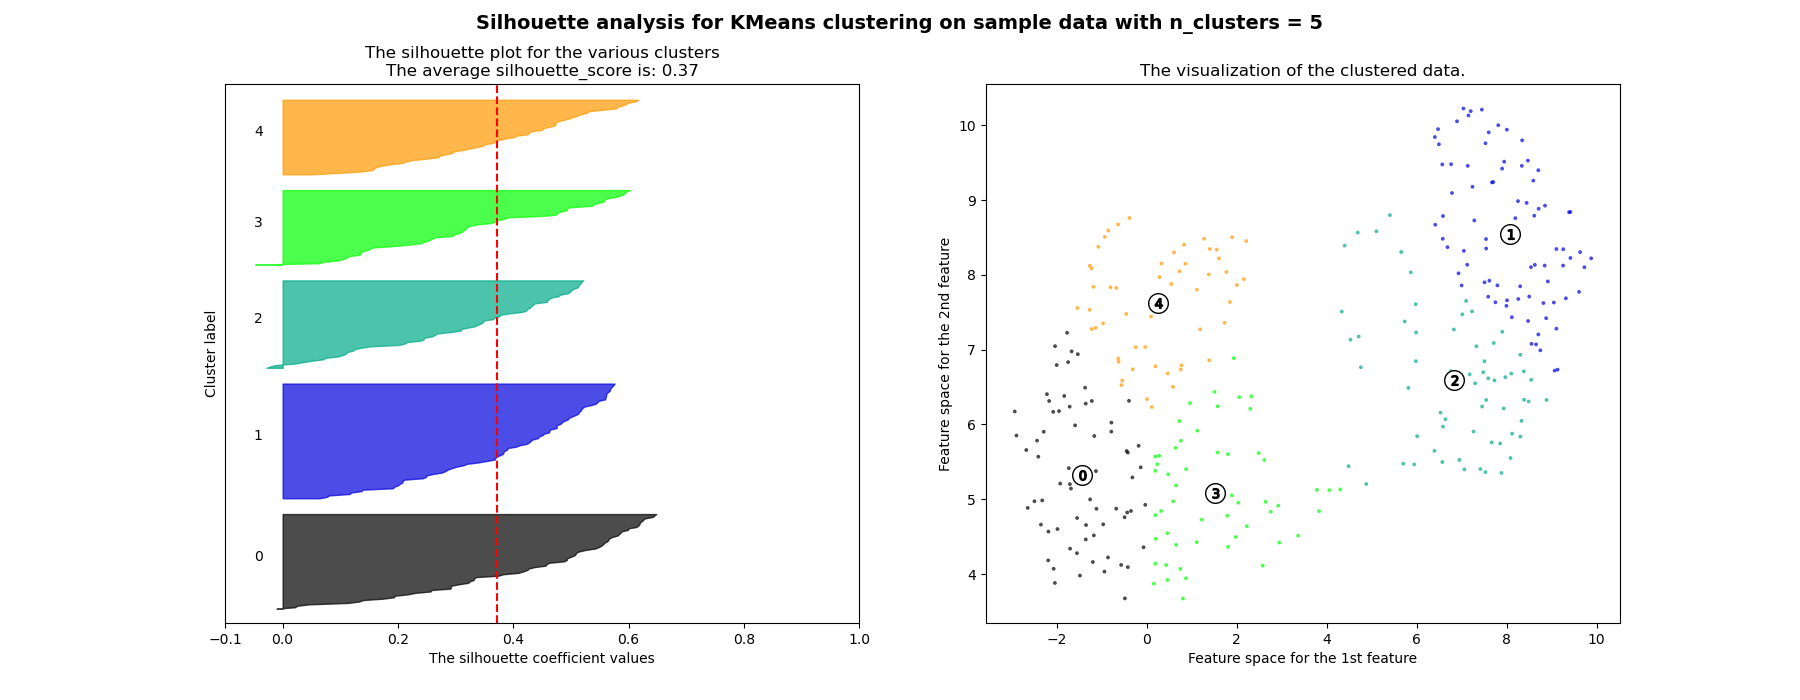 Silhouette analysis for KMeans clustering on sample data with n_clusters = 5
The silhouette plot for the various clusters
The average silhouette_score is: 0.37
4
3
2
1
0
Cluster label
−0.1 0.0 0.2 0.4 0.6 0.8 1.0
The silhouette coefficient values
The visualization of the clustered data.
10
9
8
7
6
5
4
Feature space for the 2nd feature
1
4
2
0
3
−2 0 2 4 6 8 10
Feature space for the 1st feature